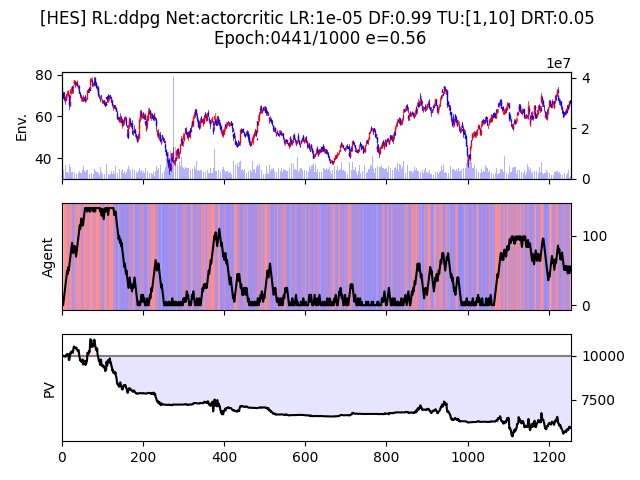 [HES] RL:ddpg Net:actorcritic LR:1e-05 DF:0.99 TU:[1,10] DRT:0.05
Epoch:0441/1000 e=0.56
1e7
80
60
40
Env.
4
2
0
Agent
100
0
PV
10000
7500
0 200 400 600 800 1000 1200